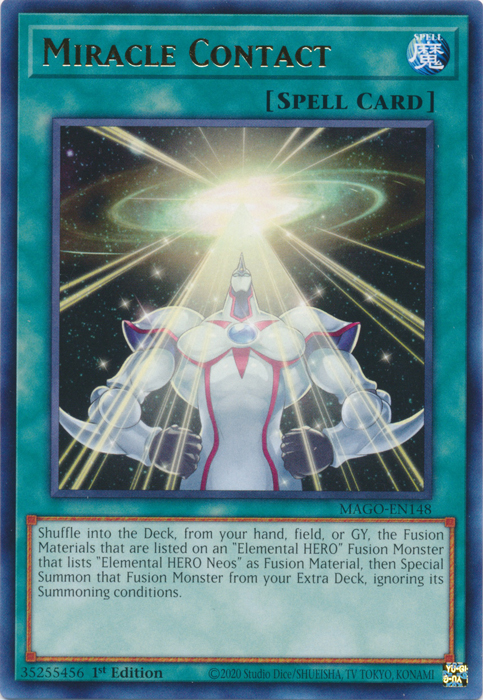 MIRACLE CONTACT
SPELL
魔
[SPELL CARD]
MAGO-EN148
Shuffle into the Deck, from your hand, field, or GY, the Fusion
Materials that are listed on an "Elemental HERO" Fusion Monster
that lists "Elemental HERO Neos" as Fusion Material, then Special
Summon that Fusion Monster from your Extra Deck, ignoring its
Summoning conditions.
35255456 1st Edition ©2020 Studio Dice/SHUEISHA, TV TOKYO, KONAMI